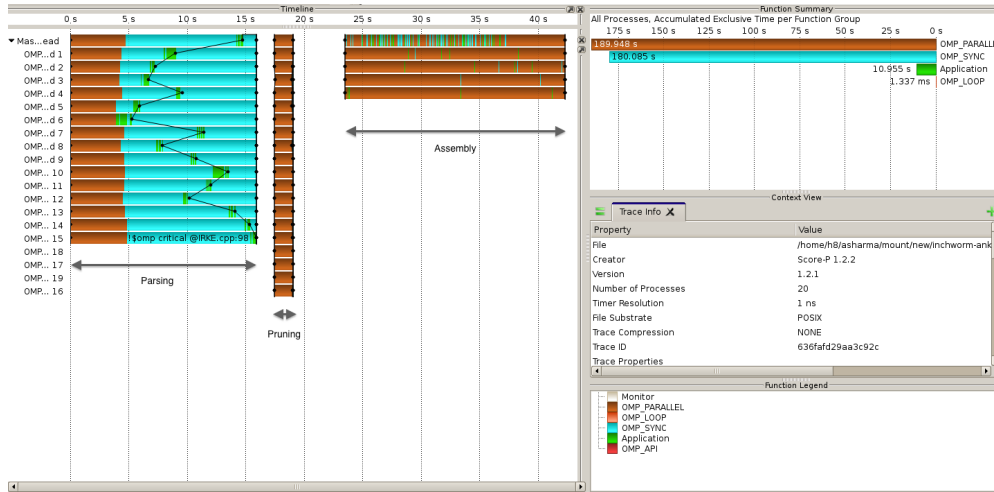 Timeline
0 s 5 s 10 s 15 s 20 s 25 s 30 s 35 s 40 s
Mas...ead
OMP...d 1
OMP...d 2
OMP...d 3
OMP...d 4
OMP...d 5
OMP...d 6
OMP...d 7
OMP...d 8
OMP...d 9
OMP... 10
OMP... 11
OMP... 12
OMP... 13
OMP... 14
OMP... 15
!$omp critical @IRKE.cpp:98
OMP... 18
OMP... 17
OMP... 19
OMP... 16
Parsing
Pruning
Assembly
Function Summary
All Processes, Accumulated Exclusive Time per Function Group
175 s 150 s 125 s 100 s 75 s 50 s 25 s 0 s
189.948 s OMP_PARALLE
180.085 s OMP_SYNC
10.955 s Application
1.337 ms OMP_LOOP
Context View
Trace Info X
Property Value
File /home/h8/asharma/mount/new/inchworm-ank
Creator Score-P 1.2.2
Version 1.2.1
Number of Processes 20
Timer Resolution 1 ns
File Substrate POSIX
Trace Compression NONE
Trace ID 636fafd29aa3c92c
Trace Properties
Function Legend
Monitor
OMP_PARALLEL
OMP_LOOP
OMP_SYNC
Application
OMP_API